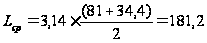 L_ср = 3,14 × (81 + 34,4) / 2 = 181,2